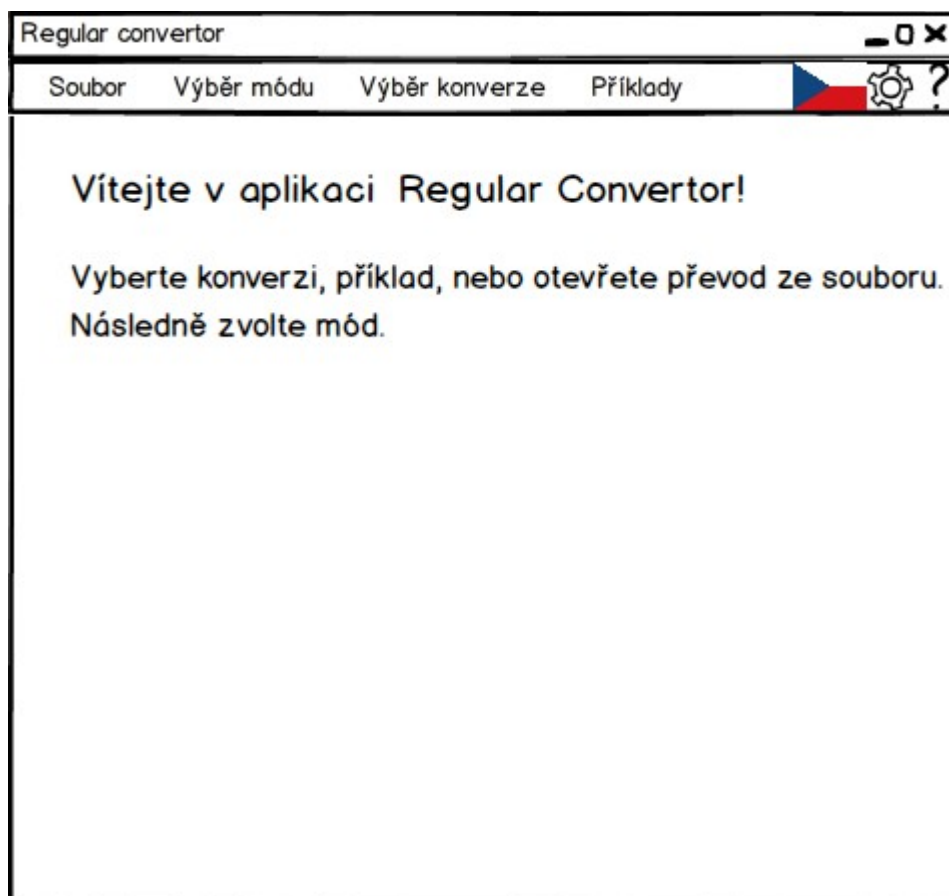 Regular convertor
Soubor Výběr módu Výběr konverze Příklady ?
Vítejte v aplikaci Regular Convertor!
Vyberte konverzi, příklad, nebo otevřete převod ze souboru.
Následně zvolte mód.